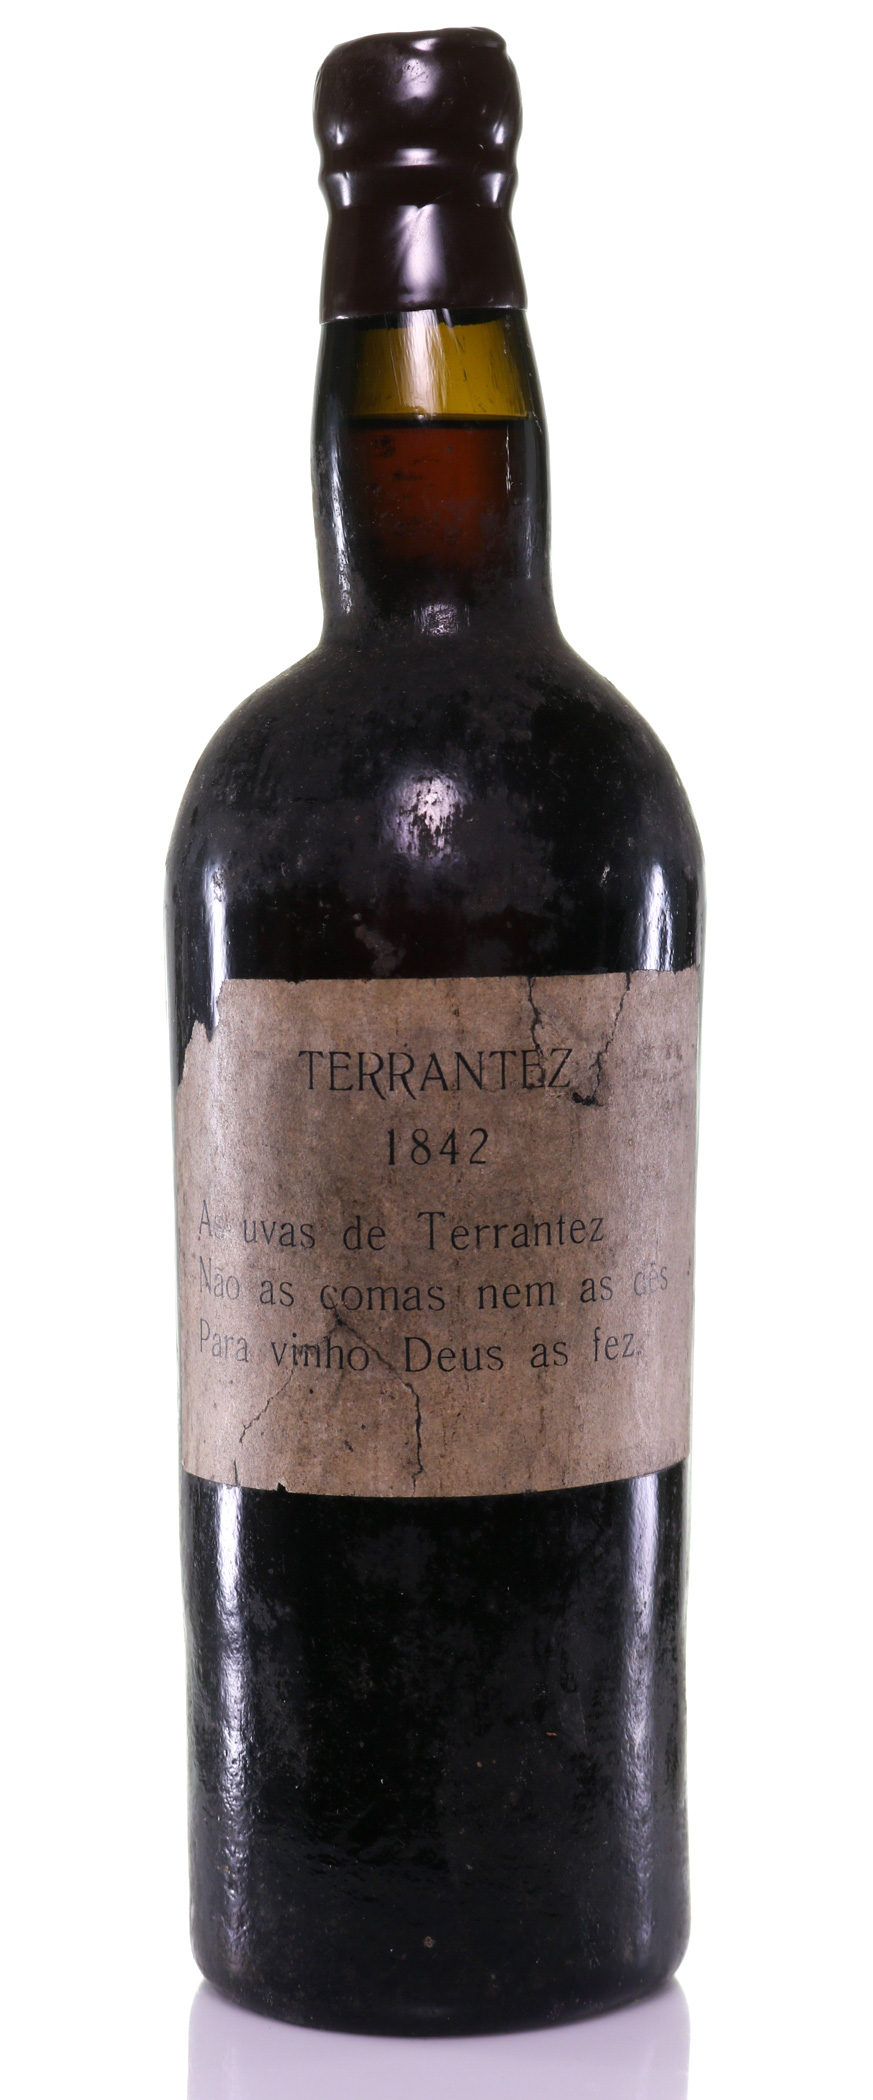 TERRANTEZ
1842
As uvas de Terrantez
Não as comas nem as dês
Para vinho Deus as fez.